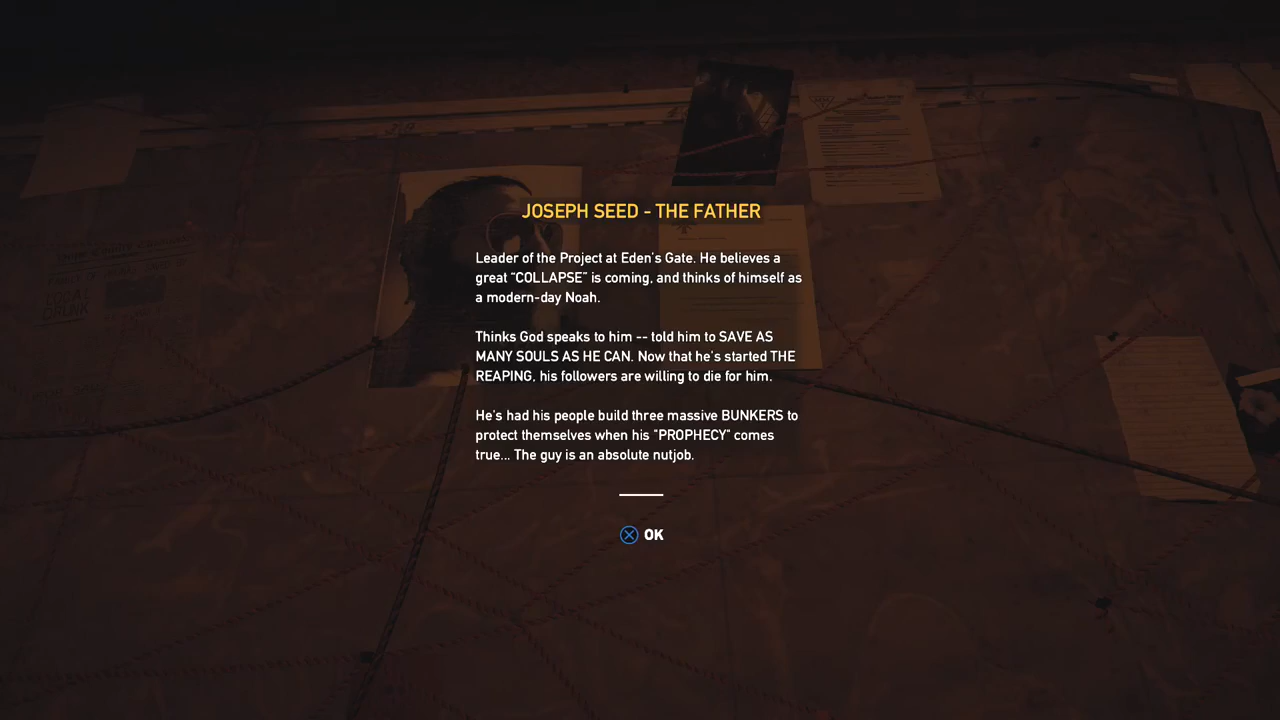 JOSEPH SEED - THE FATHER
Leader of the Project at Eden's Gate. He believes a
great “COLLAPSE” is coming, and thinks of himself as
a modern-day Noah.
Thinks God speaks to him -- told him to SAVE AS
MANY SOULS AS HE CAN. Now that he's started THE
REAPING, his followers are willing to die for him.
He's had his people build three massive BUNKERS to
protect themselves when his "PROPHECY" comes
true... The guy is an absolute nutjob.
OK
LOCAL
DRUNK